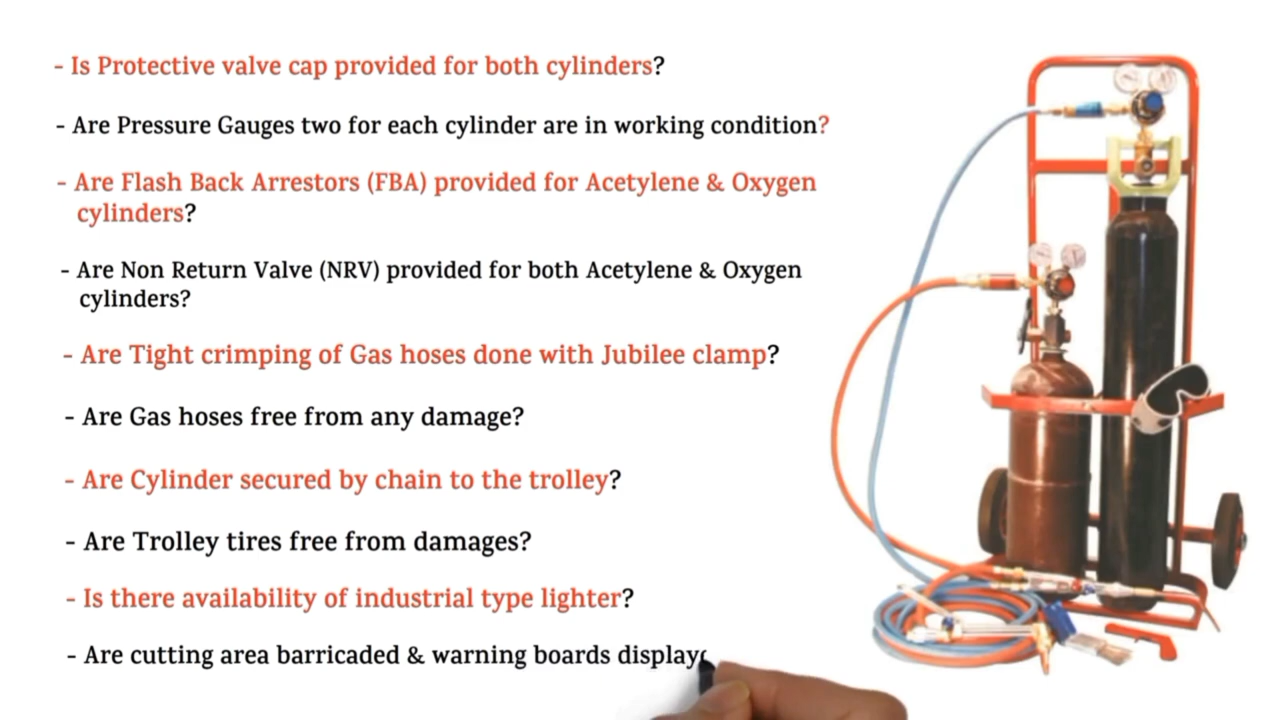 - Is Protective valve cap provided for both cylinders?
- Are Pressure Gauges two for each cylinder are in working condition?
- Are Flash Back Arrestors (FBA) provided for Acetylene & Oxygen
cylinders?
- Are Non Return Valve (NRV) provided for both Acetylene & Oxygen
cylinders?
- Are Tight crimping of Gas hoses done with Jubilee clamp?
- Are Gas hoses free from any damage?
- Are Cylinder secured by chain to the trolley?
- Are Trolley tires free from damages?
- Is there availability of industrial type lighter?
- Are cutting area barricaded & warning boards display